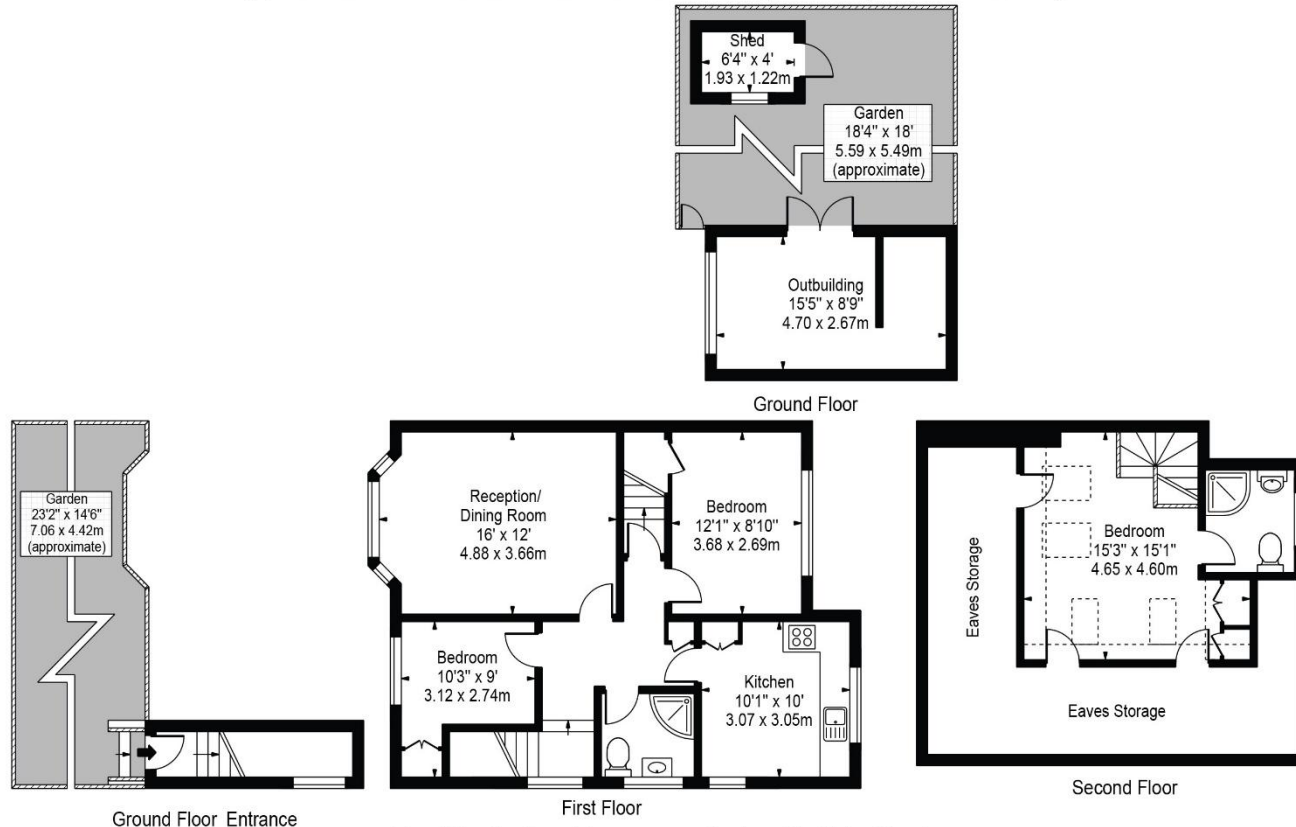 Shed
6'4" x 4'
1.93 x 1.22m
Garden
18'4" x 18'
5.59 x 5.49m
(approximate)
Outbuilding
15'5" x 8'9"
4.70 x 2.67m
Ground Floor
Garden
23'2" x 14'6"
7.06 x 4.42m
(approximate)
Ground Floor Entrance
Reception/
Dining Room
16' x 12'
4.88 x 3.66m
Bedroom
12'1" x 8'10"
3.68 x 2.69m
Bedroom
10'3" x 9'
3.12 x 2.74m
Kitchen
10'1" x 10'
3.07 x 3.05m
First Floor
Eaves Storage
Bedroom
15'3" x 15'1"
4.65 x 4.60m
Eaves Storage
Second Floor